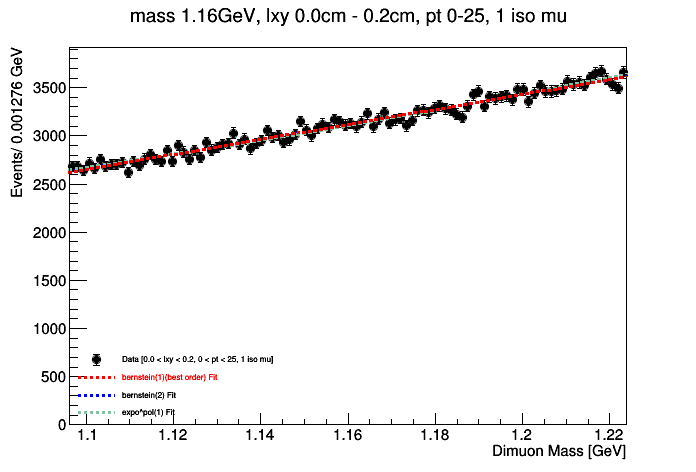 mass 1.16GeV, lxy 0.0cm - 0.2cm, pt 0-25, 1 iso mu
Events/ 0.001276 GeV
3500
3000
2500
2000
1500
1000
500
0
Data [0.0 < lxy < 0.2, 0 < pt < 25, 1 iso mu]
bernstein(1)(best order) Fit
bernstein(2) Fit
expo^pol(1) Fit
1.1 1.12 1.14 1.16 1.18 1.2 1.22
Dimuon Mass [GeV]